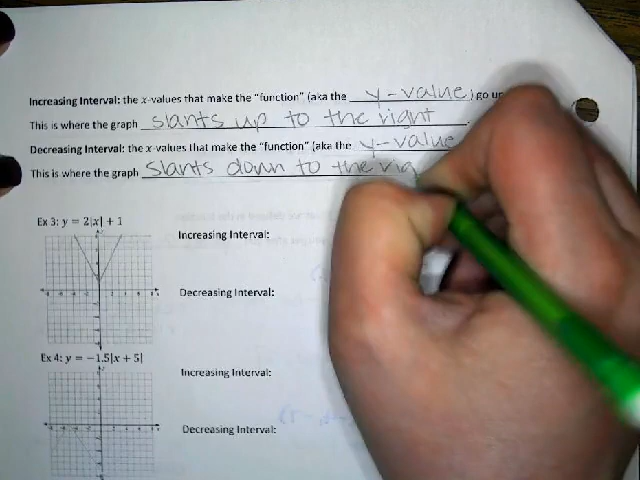 Increasing Interval: the x-values that make the "function" (aka the y-value) go up
This is where the graph slants up to the right.
Decreasing Interval: the x-values that make the "function" (aka the y-value
This is where the graph slants down to the rig
Ex 3: y = 2|x| + 1
Increasing Interval:
Decreasing Interval:
Ex 4: y = −1.5|x + 5|
Increasing Interval:
Decreasing Interval: